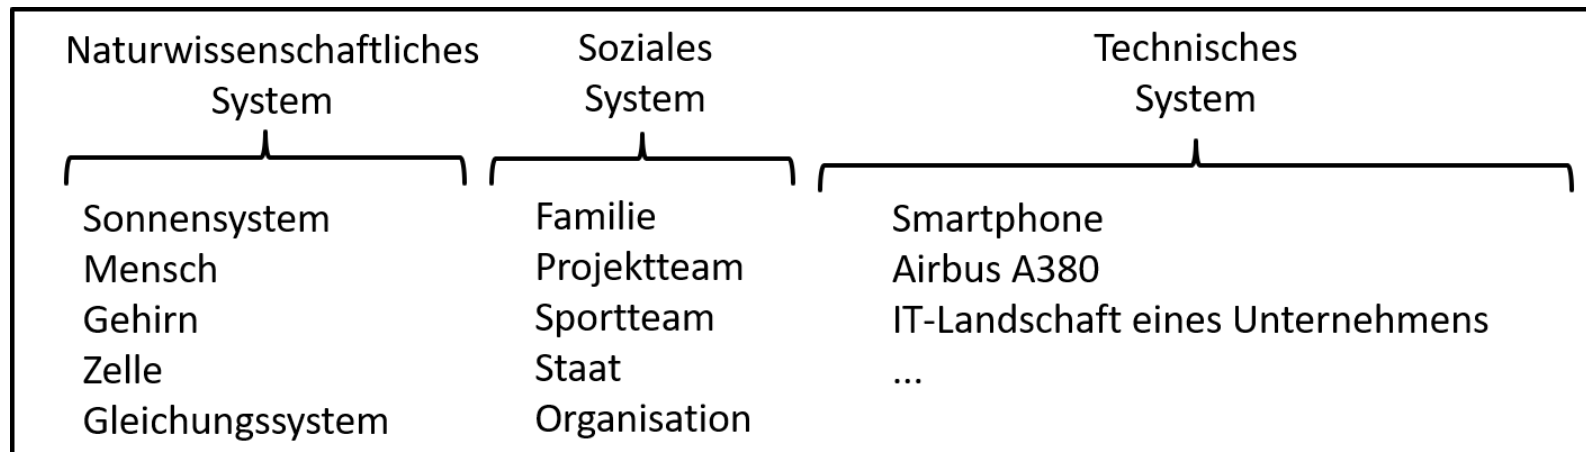 Naturwissenschaftliches
System
Sonnensystem
Mensch
Gehirn
Zelle
Gleichungssystem
Soziales
System
Familie
Projektteam
Sportteam
Staat
Organisation
Technisches
System
Smartphone
Airbus A380
IT-Landschaft eines Unternehmens
...